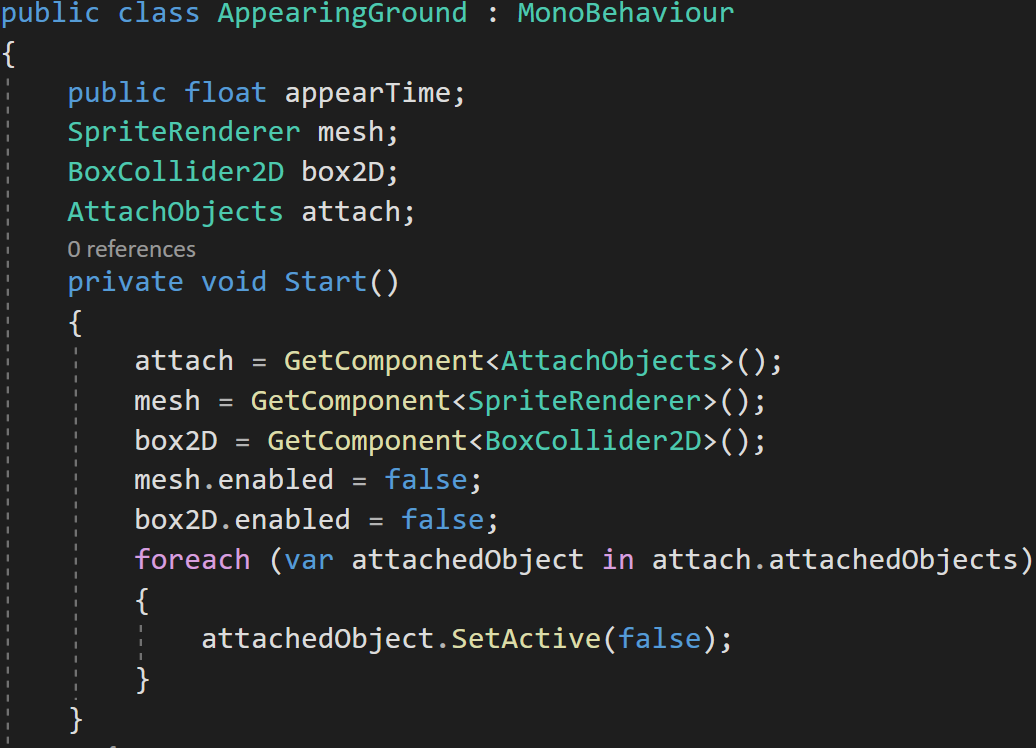 public class AppearingGround : MonoBehaviour
{
    public float appearTime;
    SpriteRenderer mesh;
    BoxCollider2D box2D;
    AttachObjects attach;
    0 references
    private void Start()
    {
        attach = GetComponent<AttachObjects>();
        mesh = GetComponent<SpriteRenderer>();
        box2D = GetComponent<BoxCollider2D>();
        mesh.enabled = false;
        box2D.enabled = false;
        foreach (var attachedObject in attach.attachedObjects)
        {
            attachedObject.SetActive(false);
        }
    }